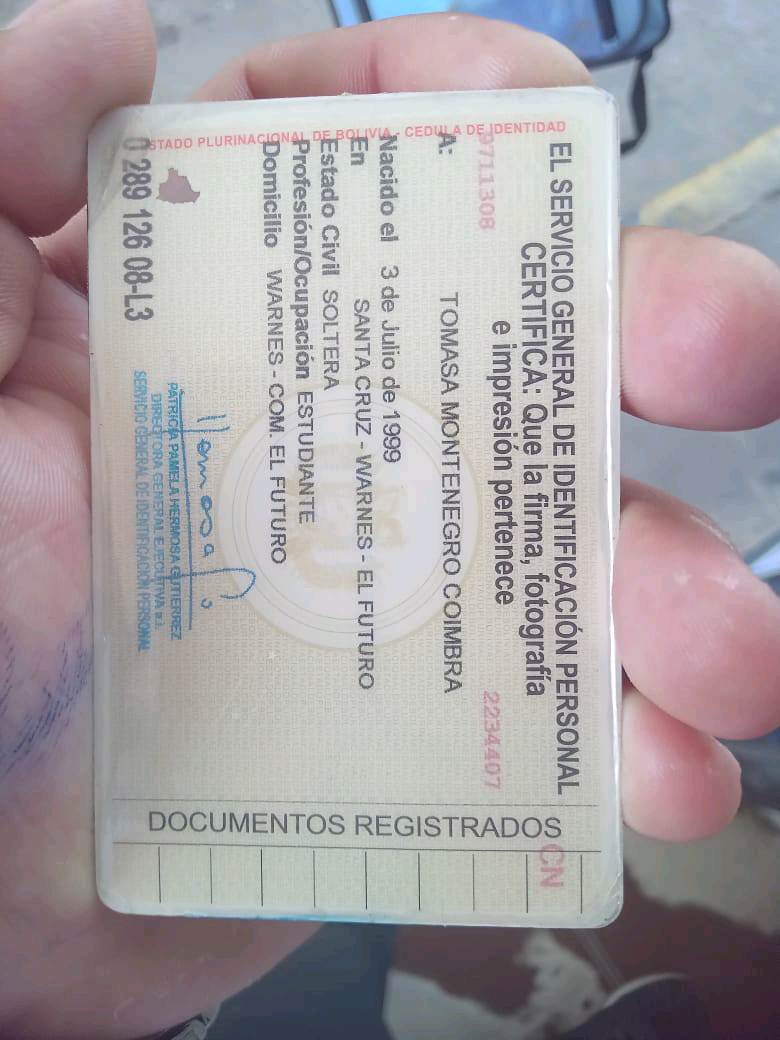 ESTADO PLURINACIONAL DE BOLIVIA - CEDULA DE IDENTIDAD
EL SERVICIO GENERAL DE IDENTIFICACIÓN PERSONAL
CERTIFICA: Que la firma, fotografía
e impresión pertenece
9711308
2234407
A: TOMASA MONTENEGRO COIMBRA
Nacido el 3 de Julio de 1999
En SANTA CRUZ - WARNES - EL FUTURO
Estado Civil SOLTERA
Profesión/Ocupación ESTUDIANTE
Domicilio WARNES - COM. EL FUTURO
PATRICIA PAMELA HERMOSA GUTIERREZ
DIRECTORA GENERAL EJECUTIVA a.i.
SERVICIO GENERAL DE IDENTIFICACIÓN PERSONAL
0 289 126 08-L3
CN
DOCUMENTOS REGISTRADOS